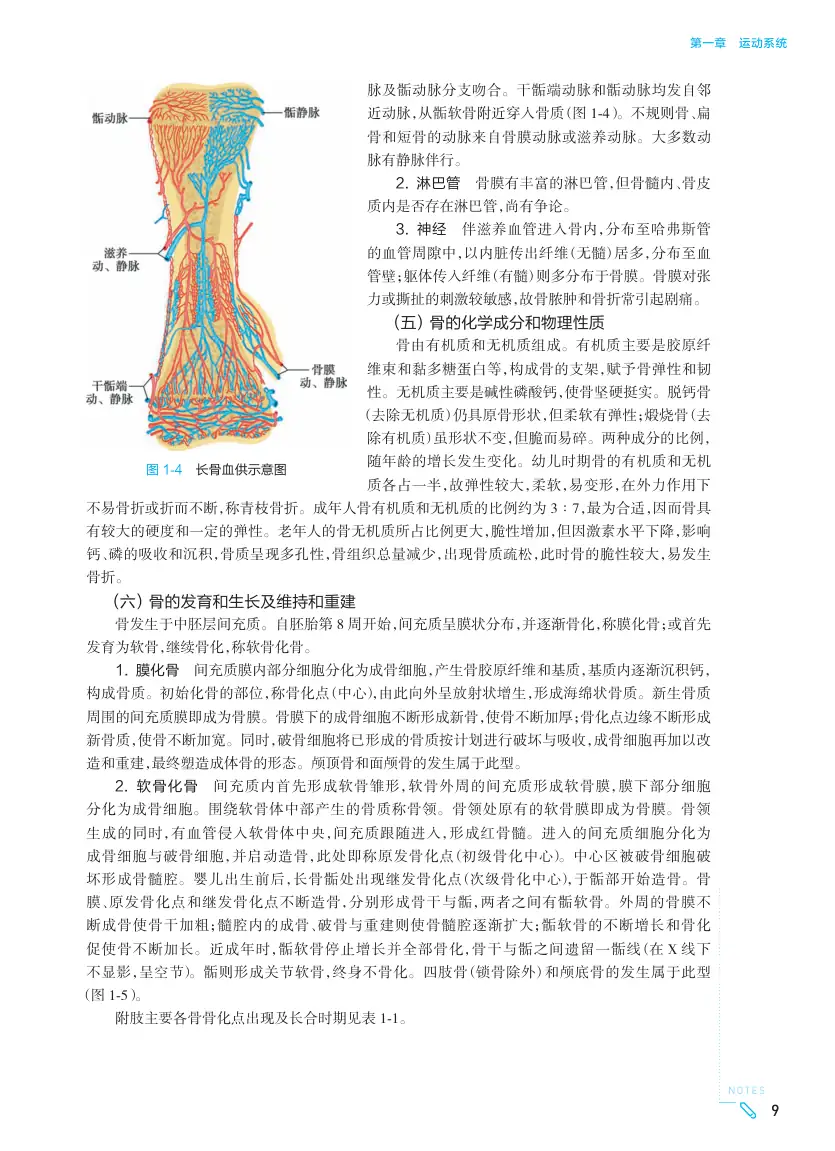 第一章 运动系统
骺动脉
骺静脉
滋养
动、静脉
骨膜
动、静脉
干骺端
动、静脉
图 1-4 长骨血供示意图
脉及骺动脉分支吻合。干骺端动脉和骺动脉均发自邻
近动脉,从骺软骨附近穿入骨质(图 1-4)。不规则骨、扁
骨和短骨的动脉来自骨膜动脉或滋养动脉。大多数动
脉有静脉伴行。
2. 淋巴管 骨膜有丰富的淋巴管,但骨髓内、骨皮
质内是否存在淋巴管,尚有争论。
3. 神经 伴滋养血管进入骨内,分布至哈弗斯管
的血管周隙中,以内脏传出纤维(无髓)居多,分布至血
管壁;躯体传入纤维(有髓)则多分布于骨膜。骨膜对张
力或撕扯的刺激较敏感,故骨脓肿和骨折常引起剧痛。
(五) 骨的化学成分和物理性质
骨由有机质和无机质组成。有机质主要是胶原纤
维束和黏多糖蛋白等,构成骨的支架,赋予骨弹性和韧
性。无机质主要是碱性磷酸钙,使骨坚硬挺实。脱钙骨
(去除无机质)仍具原骨形状,但柔软有弹性;煅烧骨(去
除有机质)虽形状不变,但脆而易碎。两种成分的比例,
随年龄的增长发生变化。幼儿时期骨的有机质和无机
质各占一半,故弹性较大,柔软,易变形,在外力作用下
不易骨折或折而不断,称青枝骨折。成年人骨有机质和无机质的比例约为 3∶7,最为合适,因而骨具
有较大的硬度和一定的弹性。老年人的骨无机质所占比例更大,脆性增加,但因激素水平下降,影响
钙、磷的吸收和沉积,骨质呈现多孔性,骨组织总量减少,出现骨质疏松,此时骨的脆性较大,易发生
骨折。
(六) 骨的发育和生长及维持和重建
骨发生于中胚层间充质。自胚胎第 8 周开始,间充质呈膜状分布,并逐渐骨化,称膜化骨;或首先
发育为软骨,继续骨化,称软骨化骨。
1. 膜化骨 间充质膜内部分细胞分化为成骨细胞,产生骨胶原纤维和基质,基质内逐渐沉积钙,
构成骨质。初始化骨的部位,称骨化点(中心),由此向外呈放射状增生,形成海绵状骨质。新生骨质
周围的间充质膜即成为骨膜。骨膜下的成骨细胞不断形成新骨,使骨不断加厚;骨化点边缘不断形成
新骨质,使骨不断加宽。同时,破骨细胞将已形成的骨质按计划进行破坏与吸收,成骨细胞再加以改
造和重建,最终塑造成体骨的形态。颅顶骨和面颅骨的发生属于此型。
2. 软骨化骨 间充质内首先形成软骨雏形,软骨外周的间充质形成软骨膜,膜下部分细胞
分化为成骨细胞。围绕软骨体中部产生的骨质称骨领。骨领处原有的软骨膜即成为骨膜。骨领
生成的同时,有血管侵入软骨体中央,间充质跟随进入,形成红骨髓。进入的间充质细胞分化为
成骨细胞与破骨细胞,并启动造骨,此处即称原发骨化点(初级骨化中心)。中心区被破骨细胞破
坏形成骨髓腔。婴儿出生前后,长骨骺处出现继发骨化点(次级骨化中心),于骺部开始造骨。骨
膜、原发骨化点和继发骨化点不断造骨,分别形成骨干与骺,两者之间有骺软骨。外周的骨膜不
断成骨使骨干加粗;髓腔内的成骨、破骨与重建则使骨髓腔逐渐扩大;骺软骨的不断增长和骨化
促使骨不断加长。近成年时,骺软骨停止增长并全部骨化,骨干与骺之间遗留一骺线(在 X 线下
不显影,呈空节)。骺则形成关节软骨,终身不骨化。四肢骨(锁骨除外)和颅底骨的发生属于此型
(图 1-5)。
附肢主要各骨骨化点出现及长合时期见表 1-1。
NOTES
9